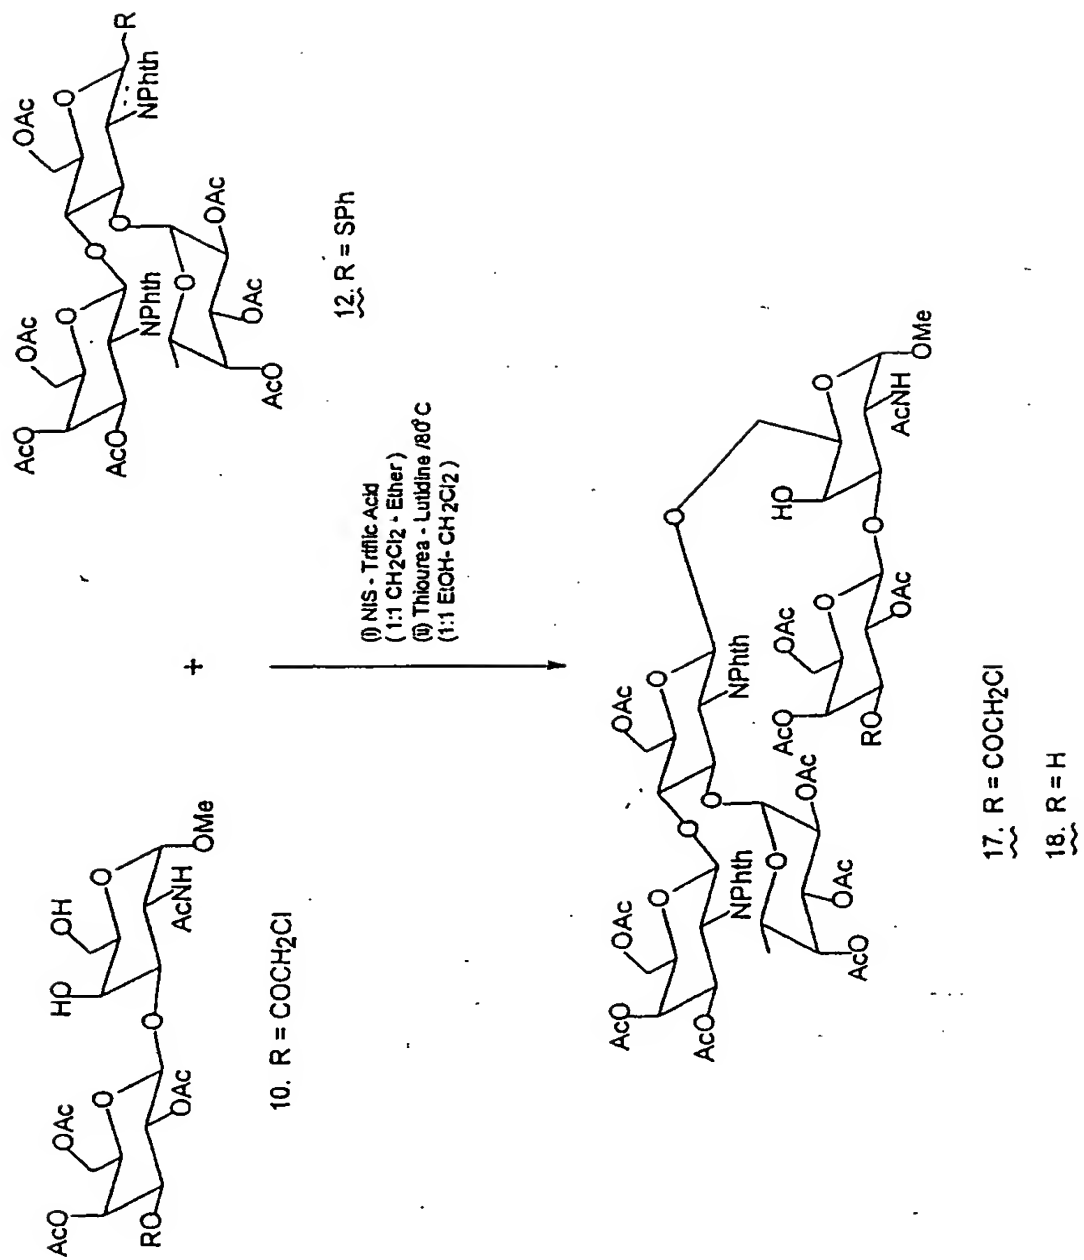 AcO
OAc
HO
OH
O
O
RO
OAc
O
AcNH
OMe
10. R = COCH2Cl
+
AcO
OAc
OAc
O
O
R
AcO
NPhth
O
O
NPhth
O
OAc
OAc
AcO
12. R = SPh
(i) NIS - Triflic Acid
(1:1 CH2Cl2 - Ether)
(ii) Thiourea - Lutidine /80°C
(1:1 EtOH- CH2Cl2)
AcO
OAc
OAc
O
O
O
AcO
NPhth
O
O
NPhth
O
OAc
OAc
AcO
HO
O
AcNH
OMe
AcO
OAc
O
O
RO
OAc
17. R = COCH2Cl
18. R = H